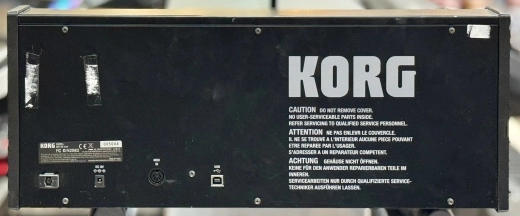 KORG
CAUTION DO NOT REMOVE COVER.
NO USER-SERVICEABLE PARTS INSIDE.
REFER SERVICING TO QUALIFIED SERVICE PERSONNEL.
ATTENTION NE PAS ENLEVR LE COUVERCLE.
IL NE SE TROUVE A L'INTERIEUR AUCUNE PIECE POUVANT
ETRE REPAREE PAR L'USAGER.
S'ADRESSER A UN REPARATEUR COMPETENT.
ACHTUNG GEHÄUSE NICHT ÖFFNEN.
KEINE FÜR DEN ANWENDER REPARIERBAREN TEILE IM
INNEREN.
SERVICEARBEITEN NUR DURCH QUALIFIZIERTE SERVICE-
TECHNIKER AUSFÜHREN LASSEN.
KORG